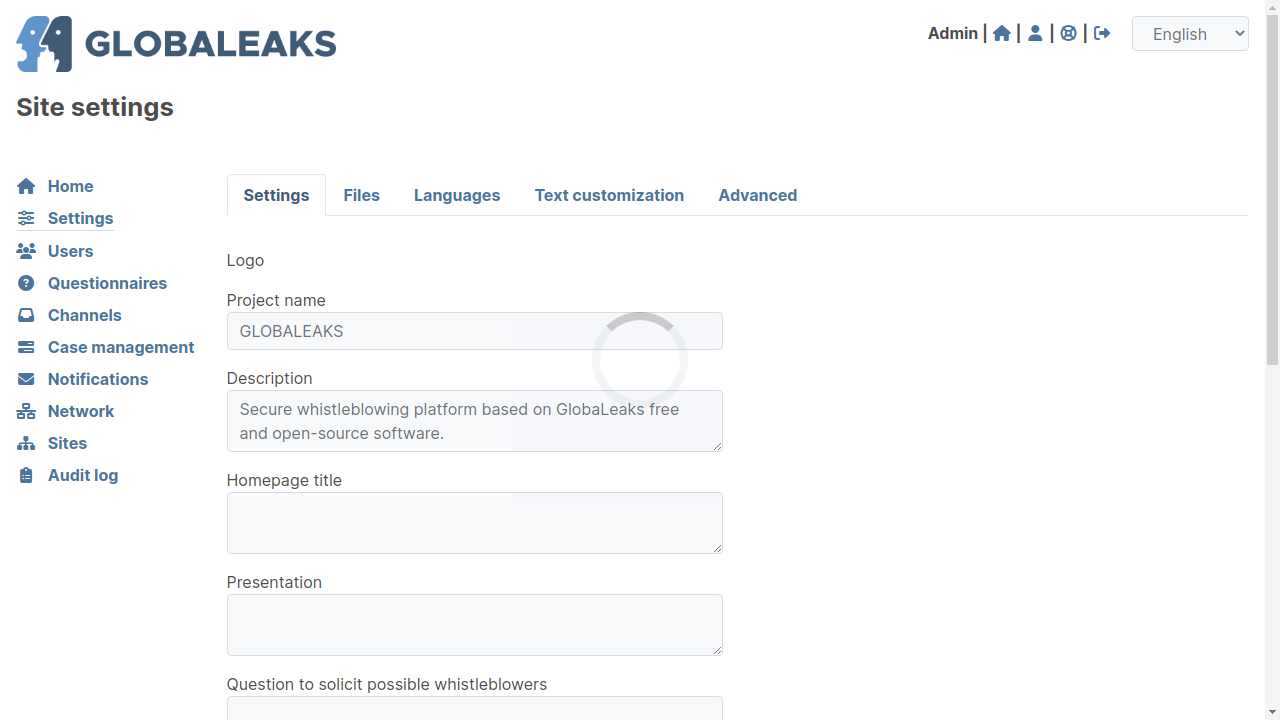 GLOBALEAKS
Admin | | | |
English
Site settings
Home
Settings
Users
Questionnaires
Channels
Case management
Notifications
Network
Sites
Audit log
Settings
Files
Languages
Text customization
Advanced
Logo
Project name
GLOBALEAKS
Description
Secure whistleblowing platform based on GlobaLeaks free
and open-source software.
Homepage title
Presentation
Question to solicit possible whistleblowers